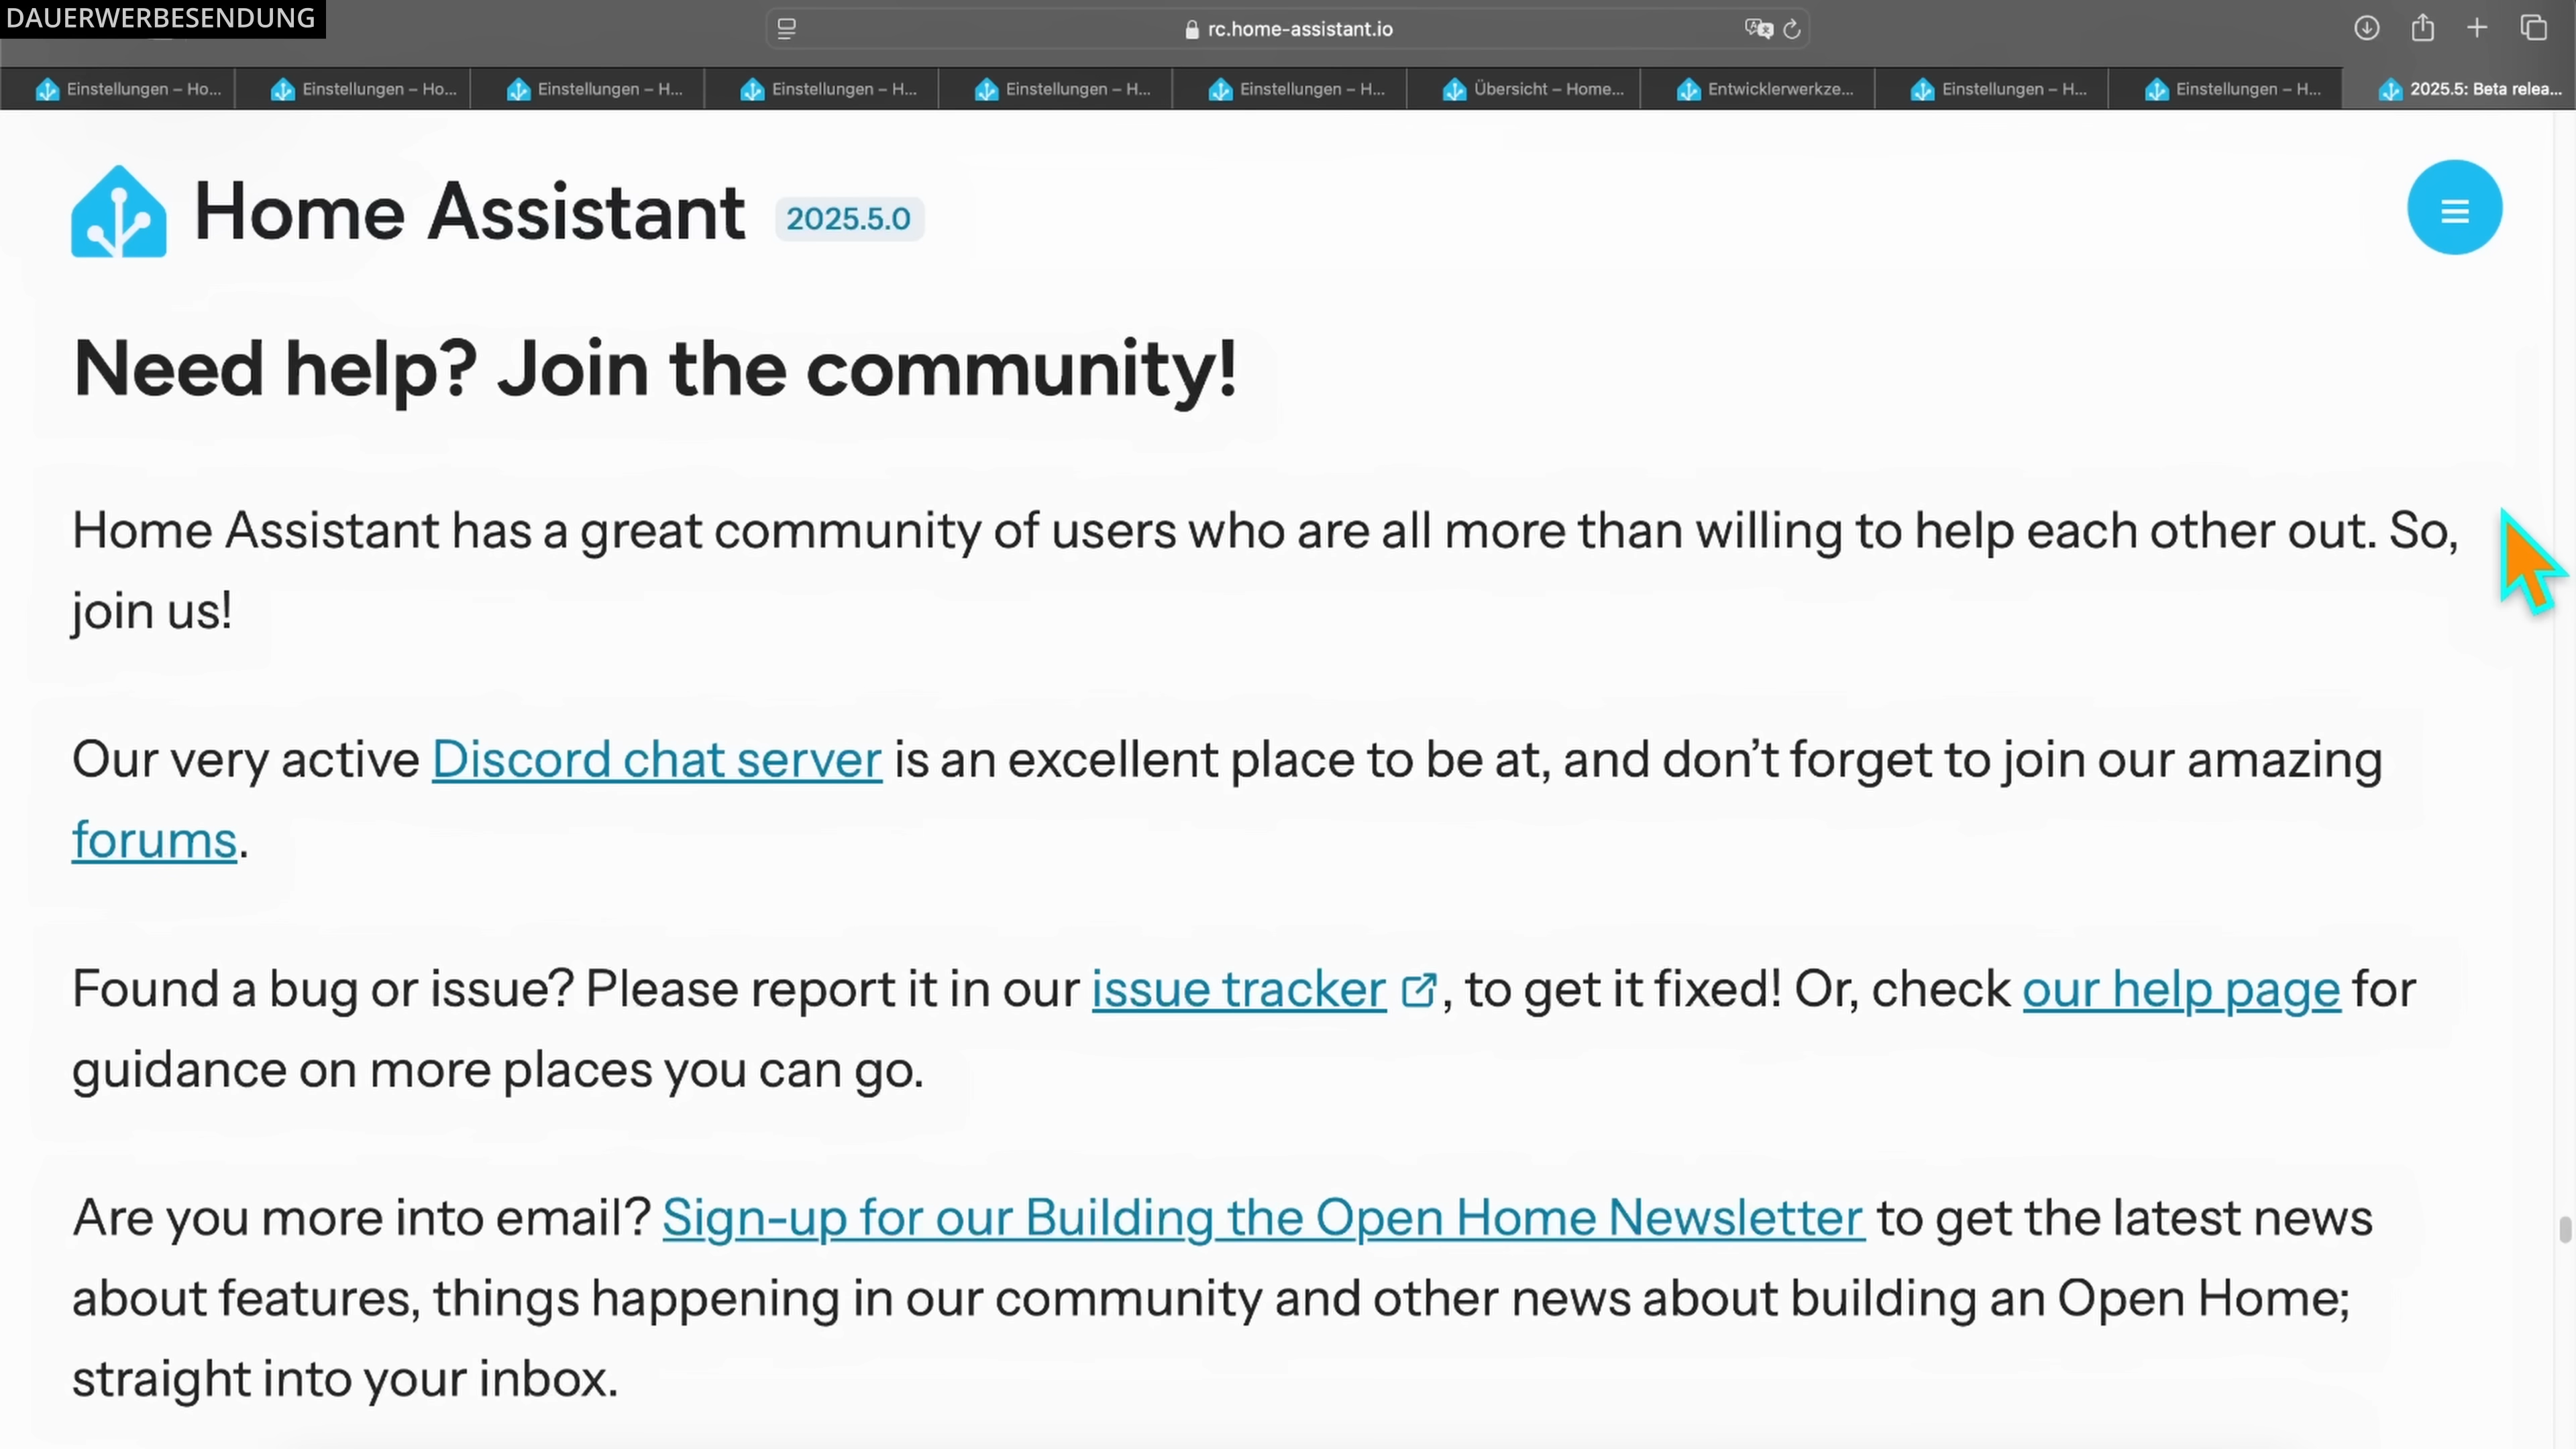 DAUERWERBESENDUNG
rc.home-assistant.io
Einstellungen – Ho...
Einstellungen – Ho...
Einstellungen – H...
Einstellungen – H...
Einstellungen – H...
Einstellungen – H...
Übersicht – Home...
Entwicklerwerkze...
Einstellungen – H...
Einstellungen – H...
2025.5: Beta relea...
Home Assistant 2025.5.0
Need help? Join the community!
Home Assistant has a great community of users who are all more than willing to help each other out. So,
join us!
Our very active Discord chat server is an excellent place to be at, and don’t forget to join our amazing
forums.
Found a bug or issue? Please report it in our issue tracker, to get it fixed! Or, check our help page for
guidance on more places you can go.
Are you more into email? Sign-up for our Building the Open Home Newsletter to get the latest news
about features, things happening in our community and other news about building an Open Home;
straight into your inbox.